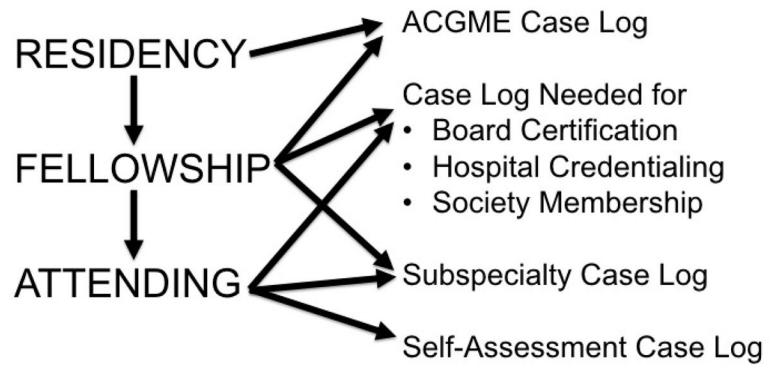 RESIDENCY
FELLOWSHIP
ATTENDING
ACGME Case Log
Case Log Needed for
• Board Certification
• Hospital Credentialing
• Society Membership
Subspecialty Case Log
Self-Assessment Case Log